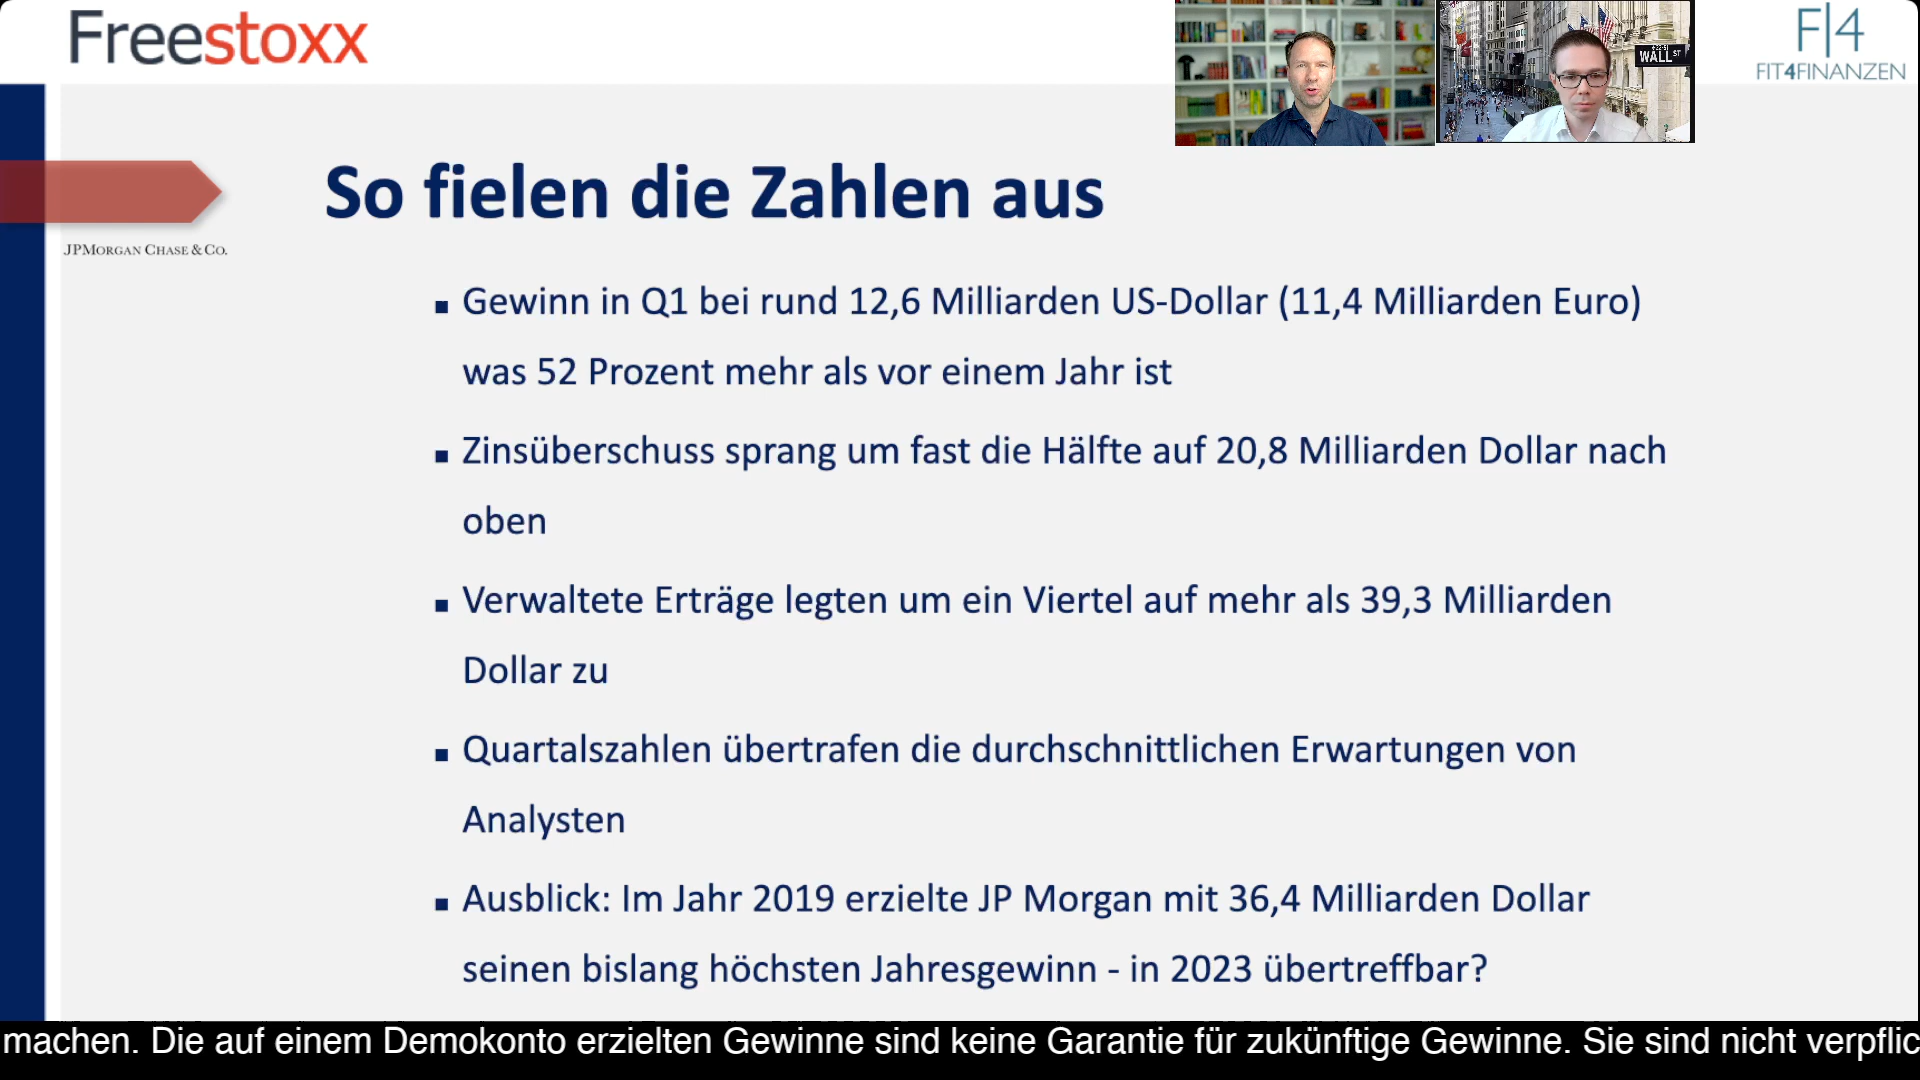 Freestoxx
WALL ST
F|4
FIT4FINANZEN
So fielen die Zahlen aus
JPMORGAN CHASE & CO.
▪ Gewinn in Q1 bei rund 12,6 Milliarden US-Dollar (11,4 Milliarden Euro)
was 52 Prozent mehr als vor einem Jahr ist
▪ Zinsüberschuss sprang um fast die Hälfte auf 20,8 Milliarden Dollar nach
oben
▪ Verwaltete Erträge legten um ein Viertel auf mehr als 39,3 Milliarden
Dollar zu
▪ Quartalszahlen übertrafen die durchschnittlichen Erwartungen von
Analysten
▪ Ausblick: Im Jahr 2019 erzielte JP Morgan mit 36,4 Milliarden Dollar
seinen bislang höchsten Jahresgewinn - in 2023 übertreffbar?
machen. Die auf einem Demokonto erzielten Gewinne sind keine Garantie für zukünftige Gewinne. Sie sind nicht verpflic